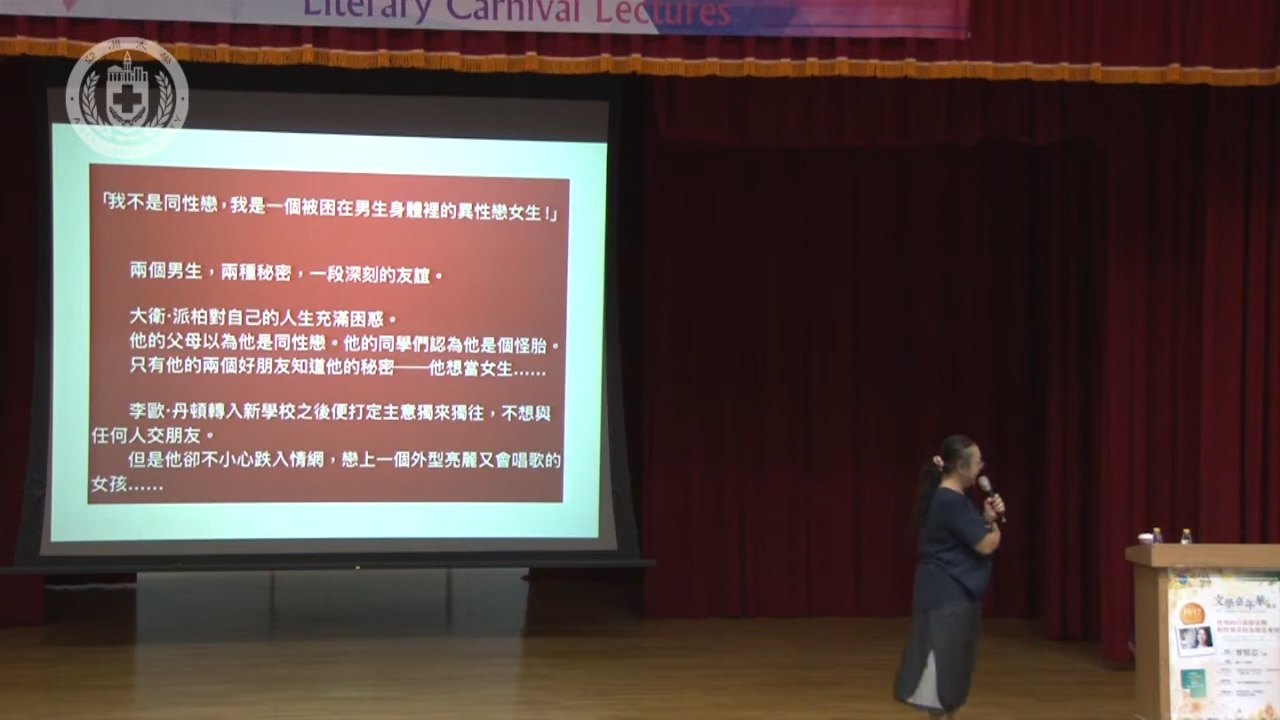 Literary Carnival Lectures
「我不是同性戀，我是一個被困在男生身體裡的異性戀女生！」
兩個男生，兩種秘密，一段深刻的友誼。
大衛·派柏對自己的人生充滿困惑。
他的父母以為他是同性戀。他的同學們認為他是個怪胎。
只有他的兩個好朋友知道他的秘密——他想當女生……
李歐·丹頓轉入新學校之後便打定主意獨來獨往，不想與
任何人交朋友。
但是他卻不小心跌入情網，戀上一個外型亮麗又會唱歌的
女孩……
文學嘉年華